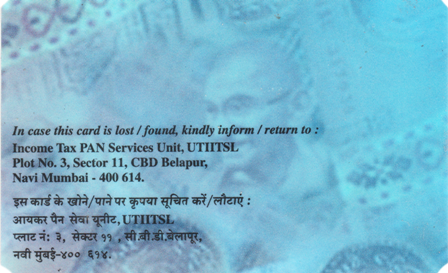 In case this card is lost / found, kindly inform / return to :
Income Tax PAN Services Unit, UTIITSL
Plot No. 3, Sector 11, CBD Belapur,
Navi Mumbai - 400 614.
इस कार्ड के खोने/पाने पर कृपया सूचित करें/लौटाएं :
आयकर पैन सेवा यूनीट, UTIITSL
प्लाट नं: ३, सेक्टर ११ , सी.बी.डी.बेलापूर,
नवी मुंबई-४०० ६१४.